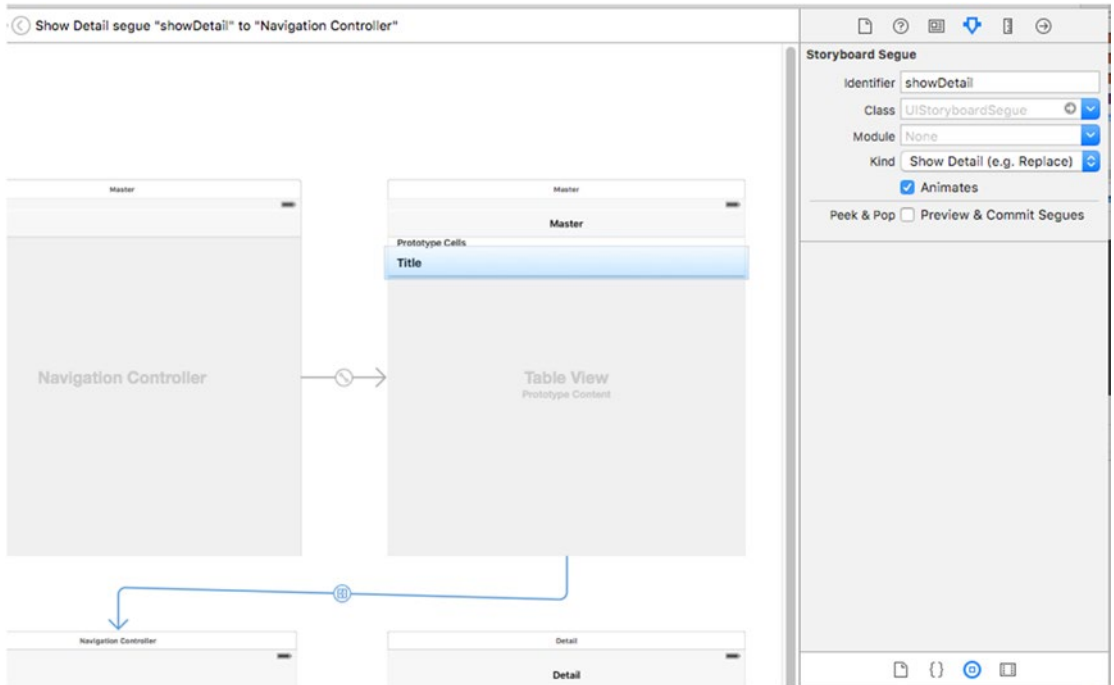 Show Detail segue "showDetail" to "Navigation Controller"
Storyboard Segue
Identifier showDetail
Class UIStoryboardSegue
Module None
Kind Show Detail (e.g. Replace)
Animates
Peek & Pop Preview & Commit Segues
Master
Navigation Controller
Master
Master
Prototype Cells
Title
Table View
Prototype Content
Navigation Controller
Detail
Detail